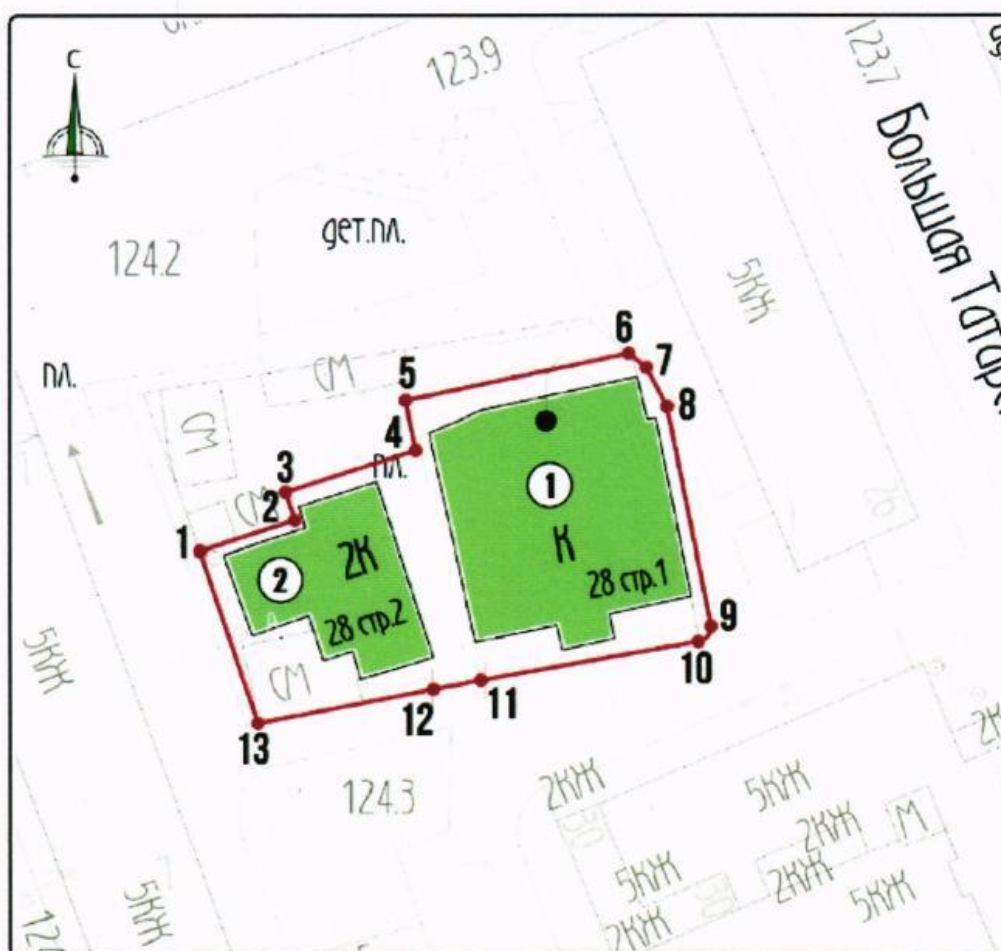 С
123.9
123.7
Большая Татар
124.2
дет.пл.
5КЖ
пл.
СМ
СМ
СМ
6
7
8
5
4
пл.
3
2
1
1
К
28 стр.1
2К
2
28 стр.2
СМ
9
10
11
12
13
5КЖ
124.3
2КЖ
5КЖ
2КЖ
М
5КЖ
2КЖ
5КЖ
2КЖ
5КЖ